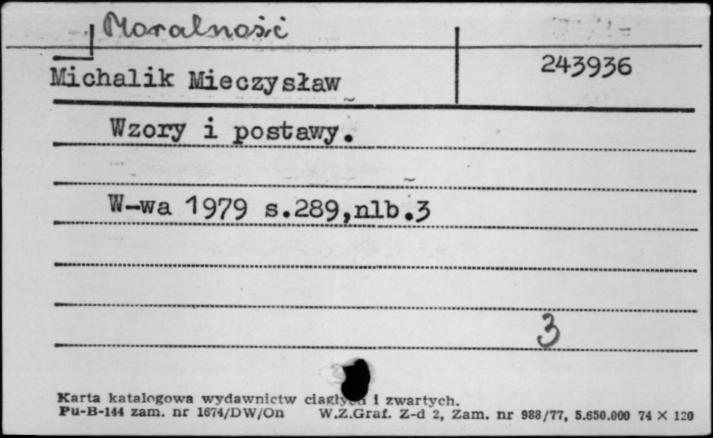 Moralność
243936
Michalik Mieczysław
Wzory i postawy.
W-wa 1979 s.289,nlb.3
3
Karta katalogowa wydawnictw ciągłych i zwartych.
Pu-B-144 zam. nr 1674/DW/On W.Z.Graf. Z-d 2, Zam. nr 988/77, 5.650.000 74 X 120